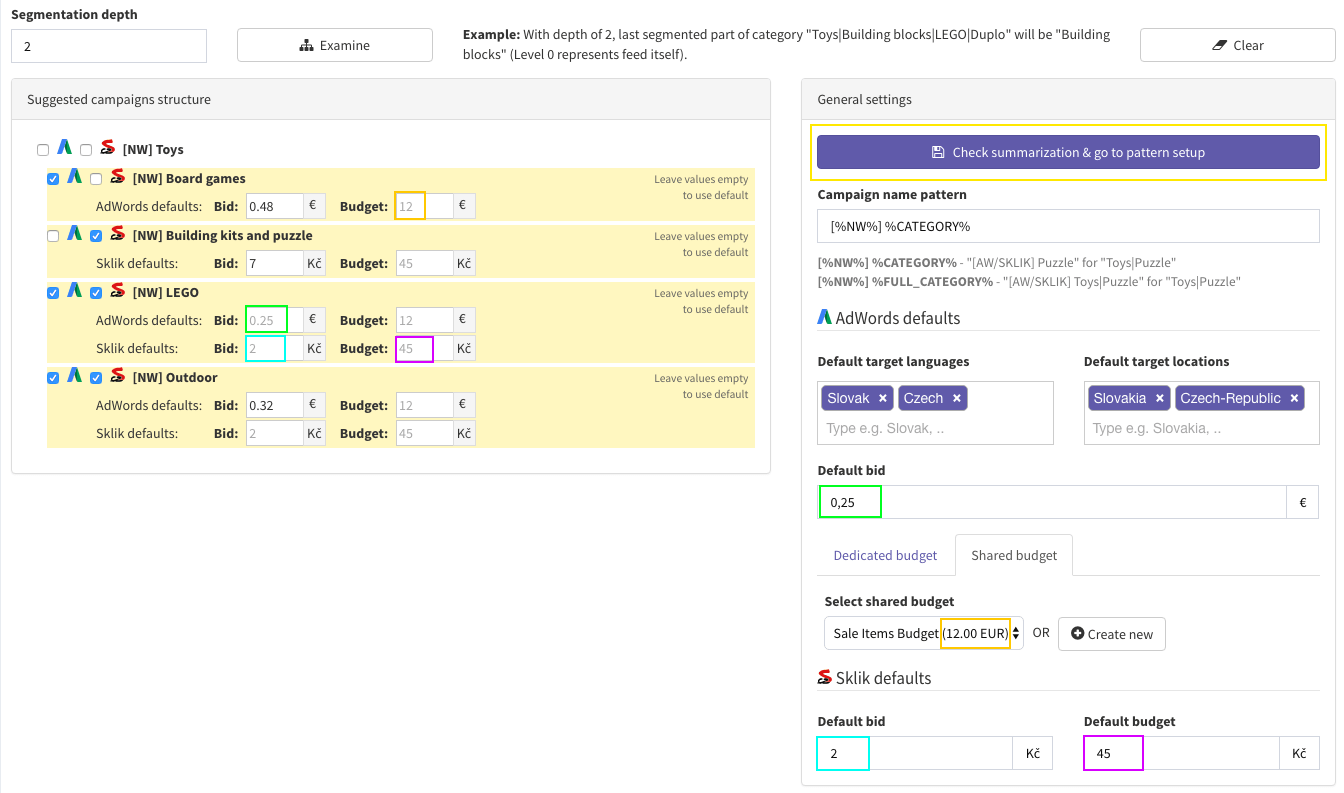 Segmentation depth
2
Examine
Example: With depth of 2, last segmented part of category "Toys|Building blocks|LEGO|Duplo" will be "Building
blocks" (Level 0 represents feed itself).
Clear
Suggested campaigns structure
[NW] Toys
[NW] Board games
Leave values empty
to use default
AdWords defaults: Bid: 0.48 € Budget: 12 €
[NW] Building kits and puzzle
Leave values empty
to use default
Sklik defaults: Bid: 7 Kč Budget: 45 Kč
[NW] LEGO
Leave values empty
to use default
AdWords defaults: Bid: 0.25 € Budget: 12 €
Sklik defaults: Bid: 2 Kč Budget: 45 Kč
[NW] Outdoor
Leave values empty
to use default
AdWords defaults: Bid: 0.32 € Budget: 12 €
Sklik defaults: Bid: 2 Kč Budget: 45 Kč
General settings
Check summarization & go to pattern setup
Campaign name pattern
[%NW%] %CATEGORY%
[%NW%] %CATEGORY% - "[AW/SKLIK] Puzzle" for "Toys|Puzzle"
[%NW%] %FULL_CATEGORY% - "[AW/SKLIK] Toys|Puzzle" for "Toys|Puzzle"
AdWords defaults
Default target languages
Slovak × Czech ×
Type e.g. Slovak, ..
Default target locations
Slovakia × Czech-Republic ×
Type e.g. Slovakia, ..
Default bid
0,25 €
Dedicated budget Shared budget
Select shared budget
Sale Items Budget (12.00 EUR) OR Create new
Sklik defaults
Default bid
2 Kč
Default budget
45 Kč